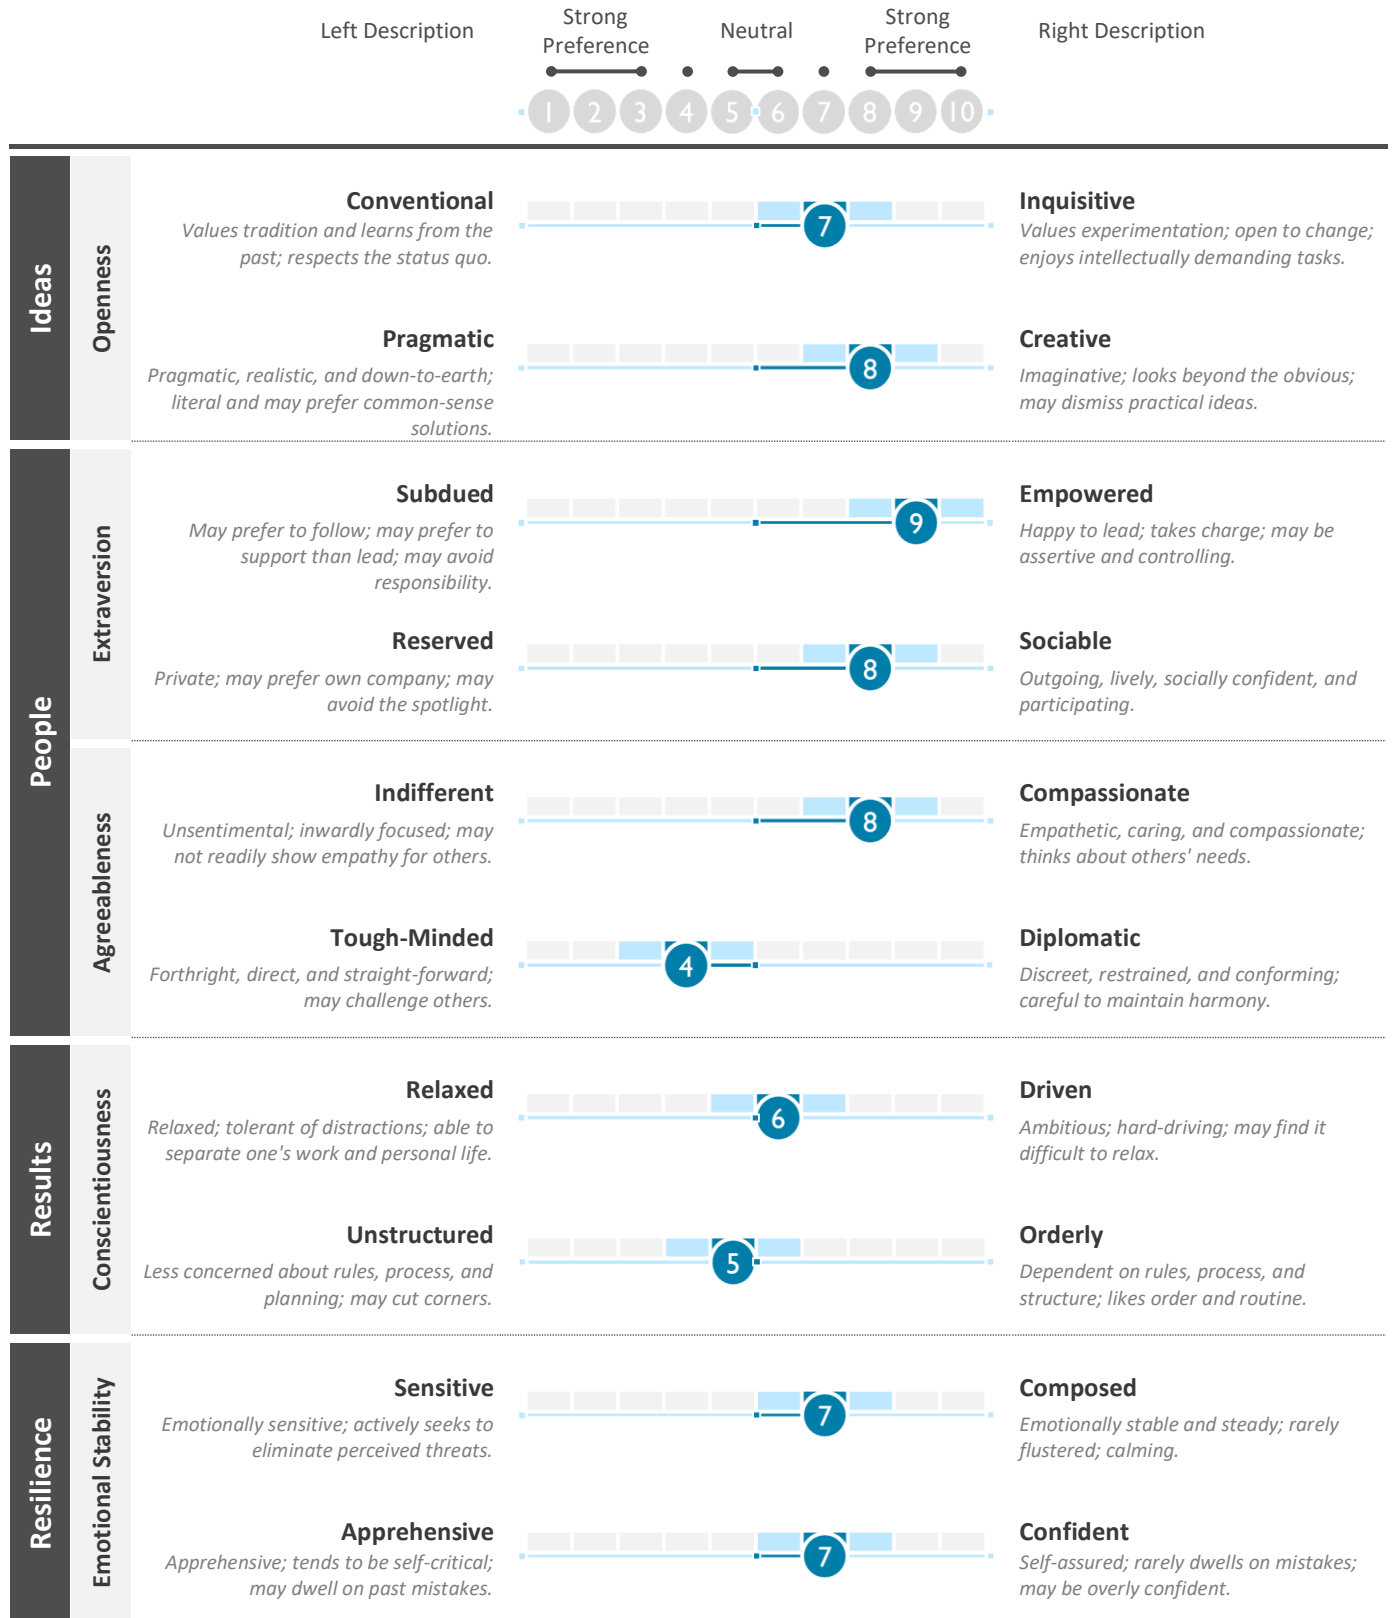 Left Description
Strong
Preference
Neutral
Strong
Preference
Right Description
1 2 3 4 5 6 7 8 9 10
Ideas
Openness
Conventional
Values tradition and learns from the
past; respects the status quo.
7
Inquisitive
Values experimentation; open to change;
enjoys intellectually demanding tasks.
Pragmatic
Pragmatic, realistic, and down-to-earth;
literal and may prefer common-sense
solutions.
8
Creative
Imaginative; looks beyond the obvious;
may dismiss practical ideas.
People
Extraversion
Subdued
May prefer to follow; may prefer to
support than lead; may avoid
responsibility.
9
Empowered
Happy to lead; takes charge; may be
assertive and controlling.
Reserved
Private; may prefer own company; may
avoid the spotlight.
8
Sociable
Outgoing, lively, socially confident, and
participating.
Agreeableness
Indifferent
Unsentimental; inwardly focused; may
not readily show empathy for others.
8
Compassionate
Empathetic, caring, and compassionate;
thinks about others' needs.
Tough-Minded
Forthright, direct, and straight-forward;
may challenge others.
4
Diplomatic
Discreet, restrained, and conforming;
careful to maintain harmony.
Results
Conscientiousness
Relaxed
Relaxed; tolerant of distractions; able to
separate one's work and personal life.
6
Driven
Ambitious; hard-driving; may find it
difficult to relax.
Unstructured
Less concerned about rules, process, and
planning; may cut corners.
5
Orderly
Dependent on rules, process, and
structure; likes order and routine.
Resilience
Emotional Stability
Sensitive
Emotionally sensitive; actively seeks to
eliminate perceived threats.
7
Composed
Emotionally stable and steady; rarely
flustered; calming.
Apprehensive
Apprehensive; tends to be self-critical;
may dwell on past mistakes.
7
Confident
Self-assured; rarely dwells on mistakes;
may be overly confident.